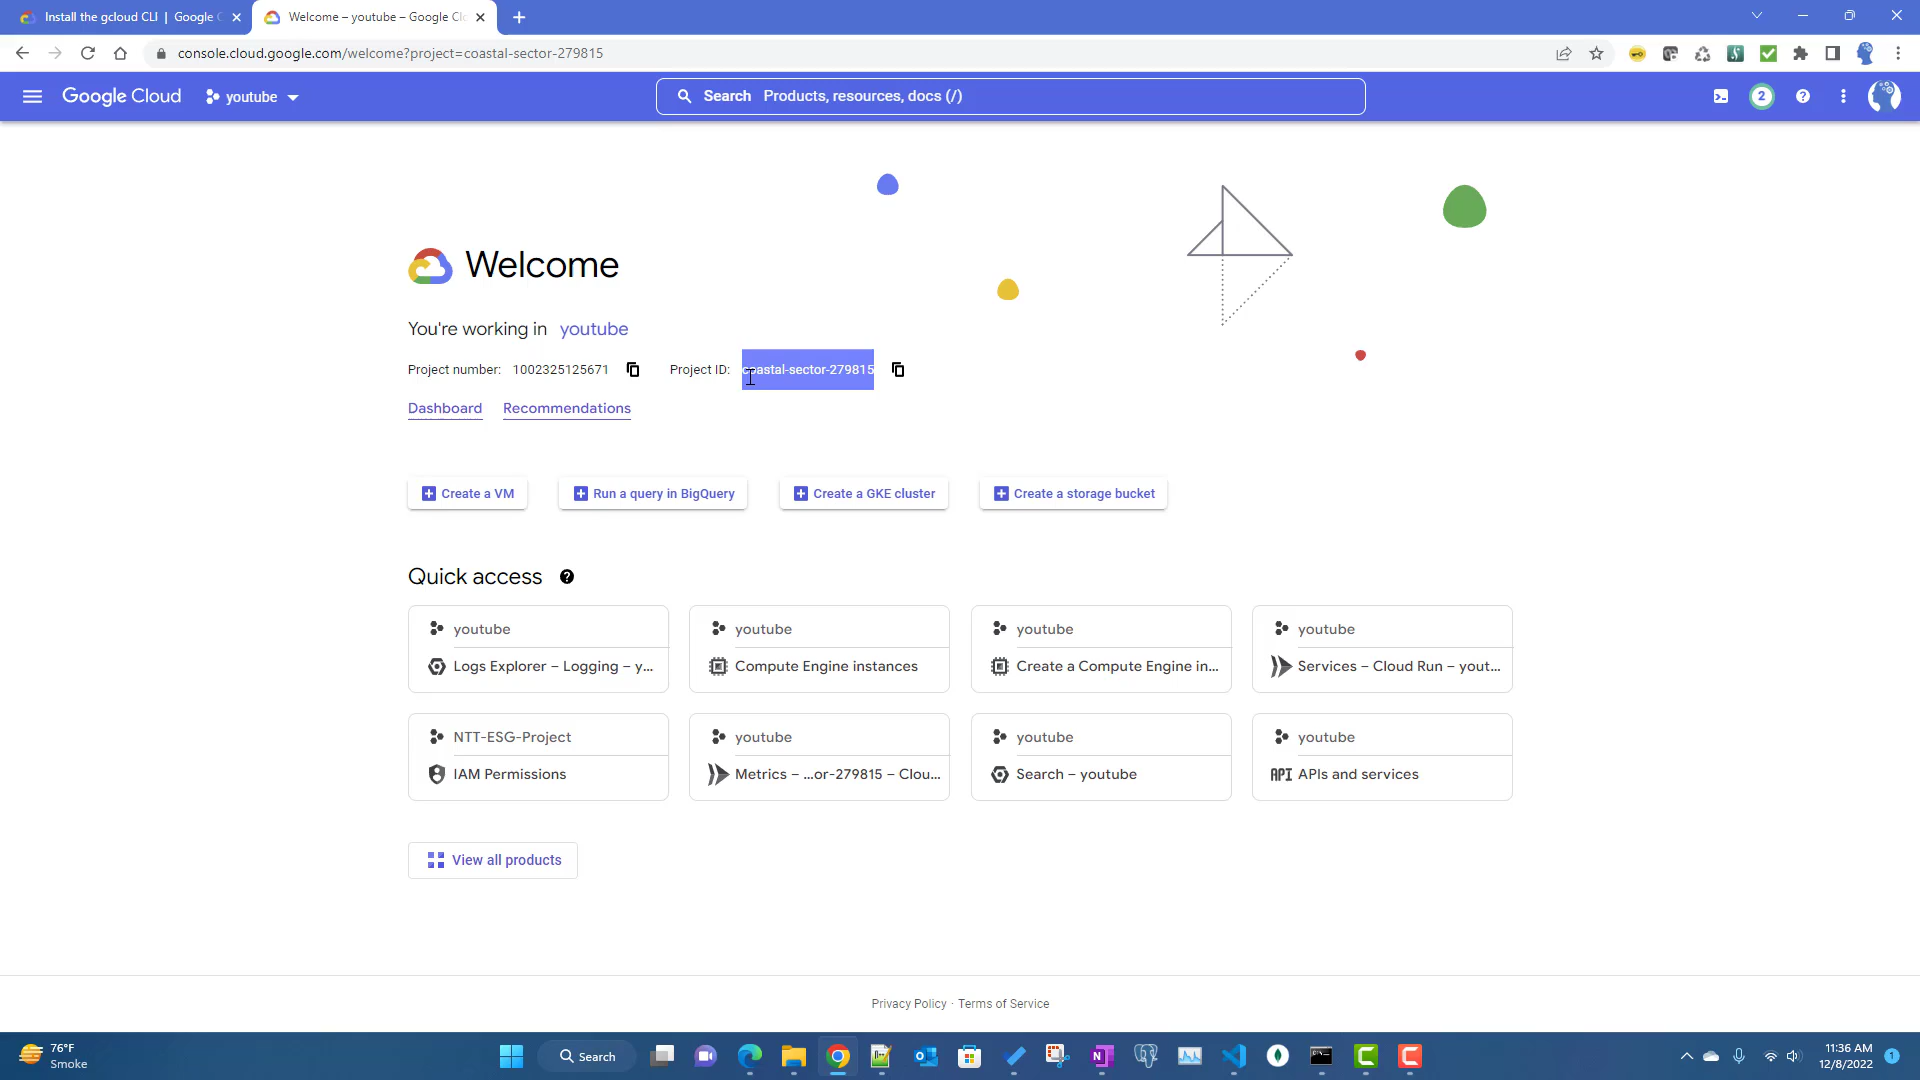 Install the gcloud CLI | Google C
Welcome – youtube – Google Clo
console.cloud.google.com/welcome?project=coastal-sector-279815
Google Cloud
youtube
Search Products, resources, docs (/)
2
Welcome
You're working in youtube
Project number: 1002325125671
Project ID: coastal-sector-279815
Dashboard
Recommendations
Create a VM
Run a query in BigQuery
Create a GKE cluster
Create a storage bucket
Quick access
youtube
Logs Explorer – Logging – y...
youtube
Compute Engine instances
youtube
Create a Compute Engine in...
youtube
Services – Cloud Run – yout...
NTT-ESG-Project
IAM Permissions
youtube
Metrics – ...or-279815 – Clou...
youtube
Search – youtube
youtube
API APIs and services
View all products
Privacy Policy · Terms of Service
76°F
Smoke
Search
11:36 AM
12/8/2022
1